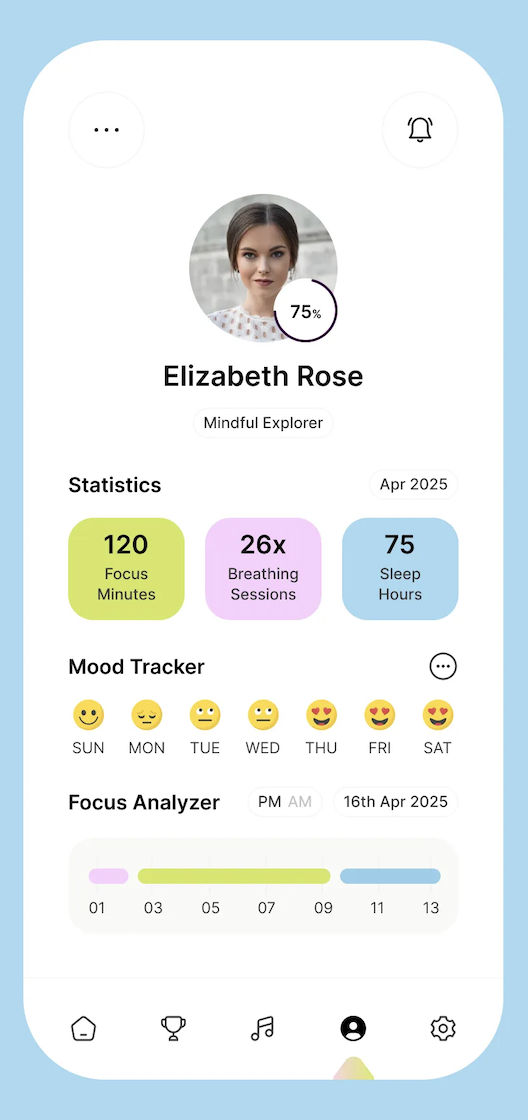 75%
Elizabeth Rose
Mindful Explorer
Statistics
Apr 2025
120
Focus
Minutes
26x
Breathing
Sessions
75
Sleep
Hours
Mood Tracker
SUN MON TUE WED THU FRI SAT
Focus Analyzer
PM AM
16th Apr 2025
01 03 05 07 09 11 13